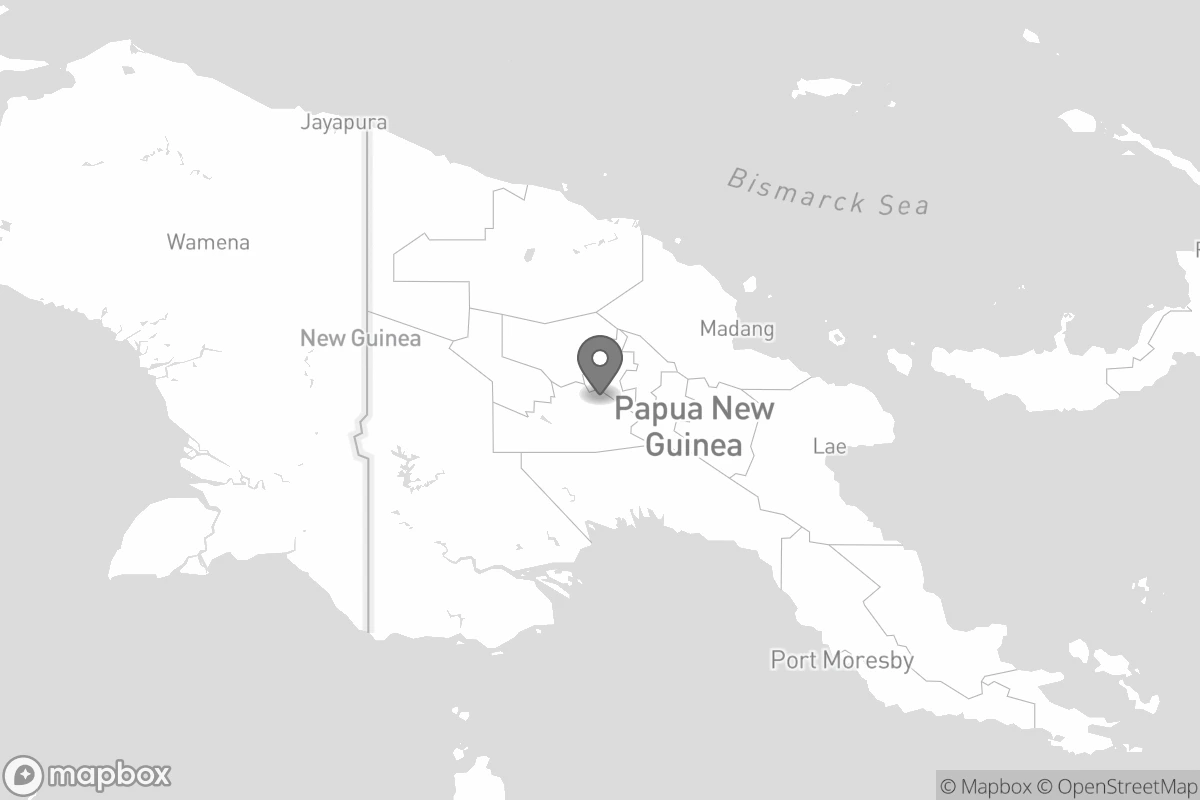 Jayapura
Bismarck Sea
Wamena
Madang
New Guinea
Papua New
Guinea
Lae
Port Moresby
mapbox
© Mapbox © OpenStreetMap